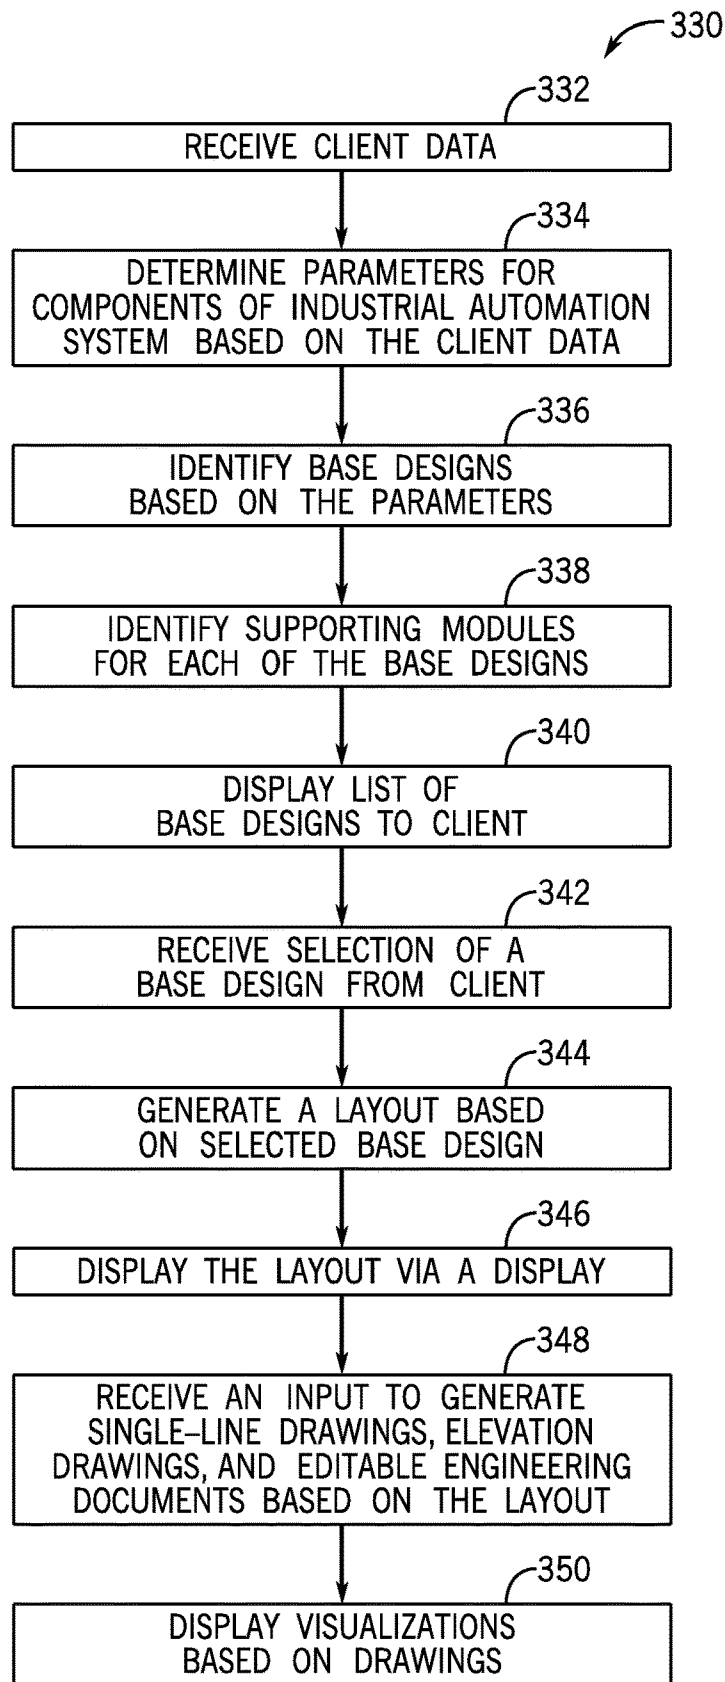 330
332
RECEIVE CLIENT DATA
334
DETERMINE PARAMETERS FOR
COMPONENTS OF INDUSTRIAL AUTOMATION
SYSTEM BASED ON THE CLIENT DATA
336
IDENTIFY BASE DESIGNS
BASED ON THE PARAMETERS
338
IDENTIFY SUPPORTING MODULES
FOR EACH OF THE BASE DESIGNS
340
DISPLAY LIST OF
BASE DESIGNS TO CLIENT
342
RECEIVE SELECTION OF A
BASE DESIGN FROM CLIENT
344
GENERATE A LAYOUT BASED
ON SELECTED BASE DESIGN
346
DISPLAY THE LAYOUT VIA A DISPLAY
348
RECEIVE AN INPUT TO GENERATE
SINGLE–LINE DRAWINGS, ELEVATION
DRAWINGS, AND EDITABLE ENGINEERING
DOCUMENTS BASED ON THE LAYOUT
350
DISPLAY VISUALIZATIONS
BASED ON DRAWINGS